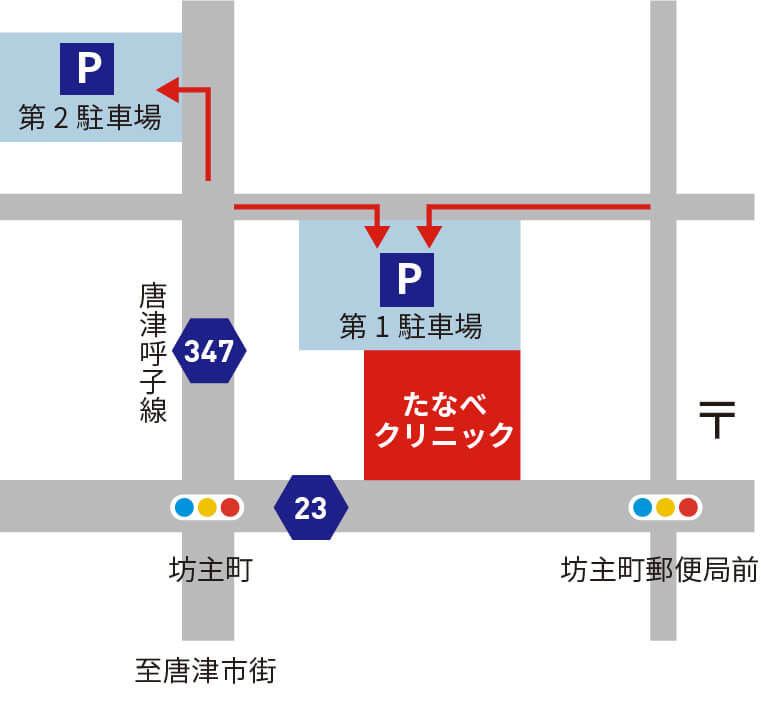 P
第2駐車場
P
第1駐車場
唐津呼子線
347
たなべ
クリニック
〒
23
坊主町
坊主町郵便局前
至唐津市街